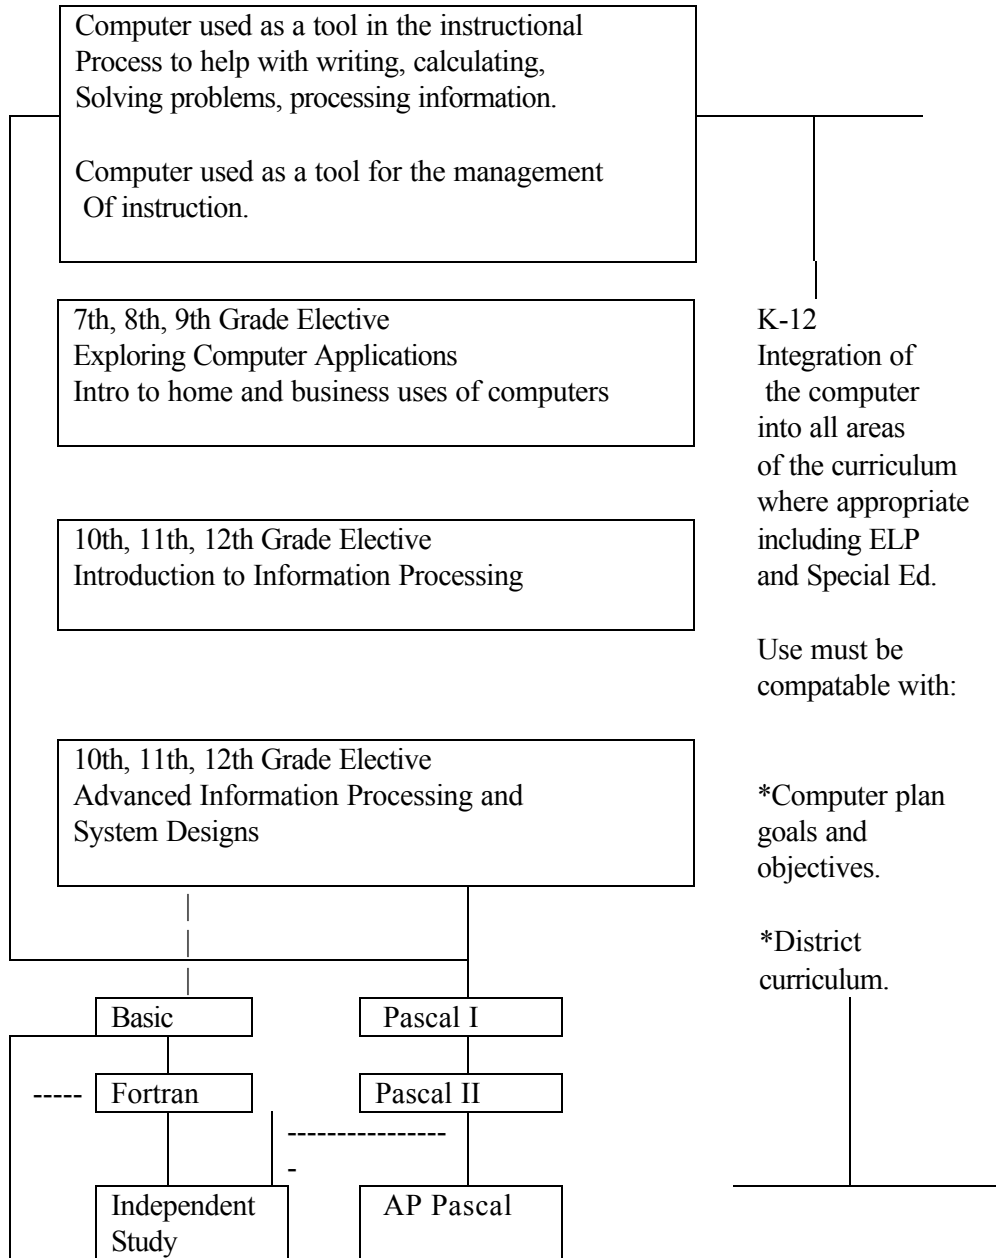 Computer used as a tool in the instructional
Process to help with writing, calculating,
Solving problems, processing information.
Computer used as a tool for the management
Of instruction.
7th, 8th, 9th Grade Elective
Exploring Computer Applications
Intro to home and business uses of computers
10th, 11th, 12th Grade Elective
Introduction to Information Processing
10th, 11th, 12th Grade Elective
Advanced Information Processing and
System Designs
K-12
Integration of
the computer
into all areas
of the curriculum
where appropriate
including ELP
and Special Ed.
Use must be
compatable with:
*Computer plan
goals and
objectives.
*District
curriculum.
Basic
Pascal I
Fortran
Pascal II
Independent
Study
AP Pascal